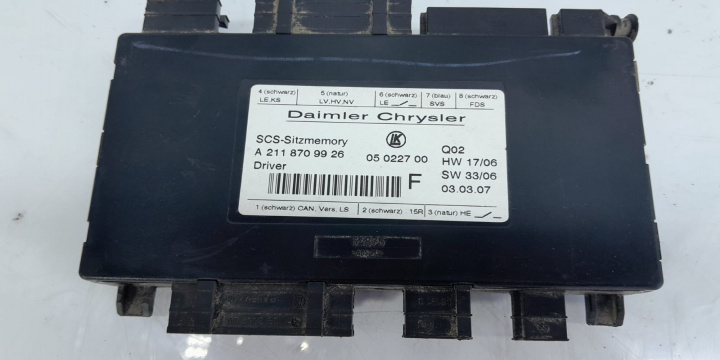 4 (schwarz) 5 (natur) 6 (schwarz) 7 (blau) 8 (schwarz)
LE,KS LV,HV,NV LE SVS FDS
Daimler Chrysler
SCS-Sitzmemory LK Q02
A 211 870 99 26 05 0227 00 HW 17/06
Driver SW 33/06
F 03.03.07
1 (schwarz) CAN, Vers, LS 2 (schwarz) 15R 3 (natur) HE